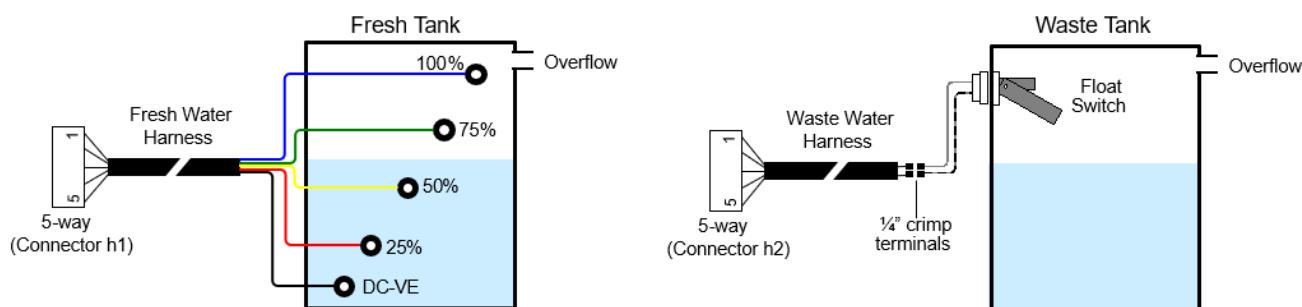 Fresh Tank
100%
Overflow
Fresh Water
Harness
75%
1
5
50%
5-way
(Connector h1)
25%
DC-VE
Waste Tank
Overflow
Float
Switch
Waste Water
Harness
1
5
5-way
(Connector h2)
¼" crimp
terminals